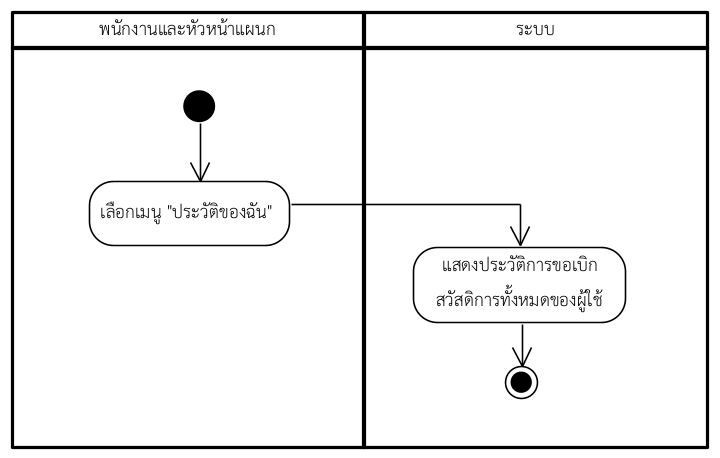 พนักงานและหัวหน้าแผนก
ระบบ
เลือกเมนู "ประวัติของฉัน"
แสดงประวัติการขอเบิก
สวัสดิการทั้งหมดของผู้ใช้